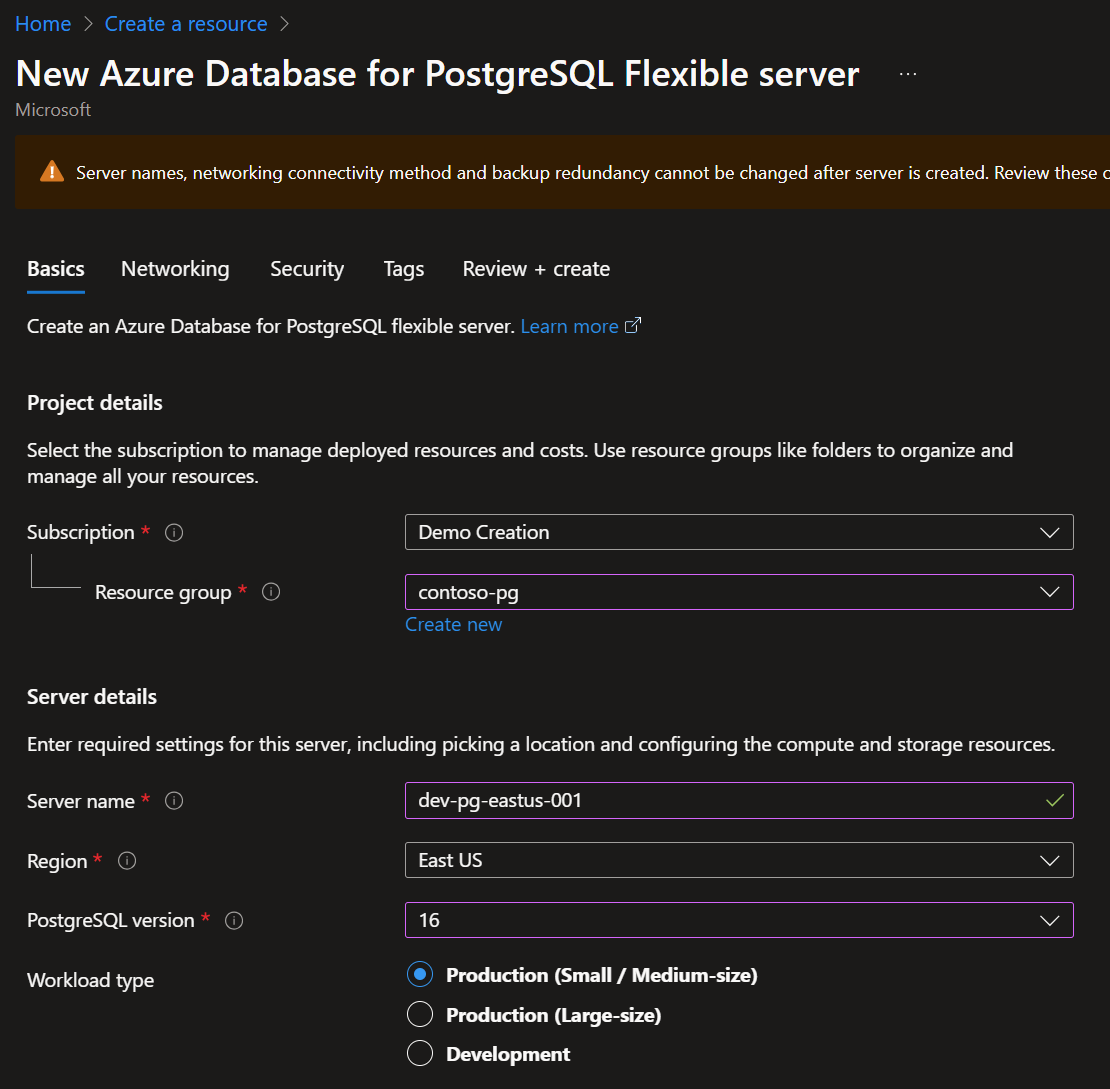 Home > Create a resource >
New Azure Database for PostgreSQL Flexible server ...
Microsoft
Server names, networking connectivity method and backup redundancy cannot be changed after server is created. Review these
Basics Networking Security Tags Review + create
Create an Azure Database for PostgreSQL flexible server. Learn more
Project details
Select the subscription to manage deployed resources and costs. Use resource groups like folders to organize and
manage all your resources.
Subscription * Demo Creation
Resource group * contoso-pg
Create new
Server details
Enter required settings for this server, including picking a location and configuring the compute and storage resources.
Server name * dev-pg-eastus-001
Region * East US
PostgreSQL version * 16
Workload type Production (Small / Medium-size)
Production (Large-size)
Development